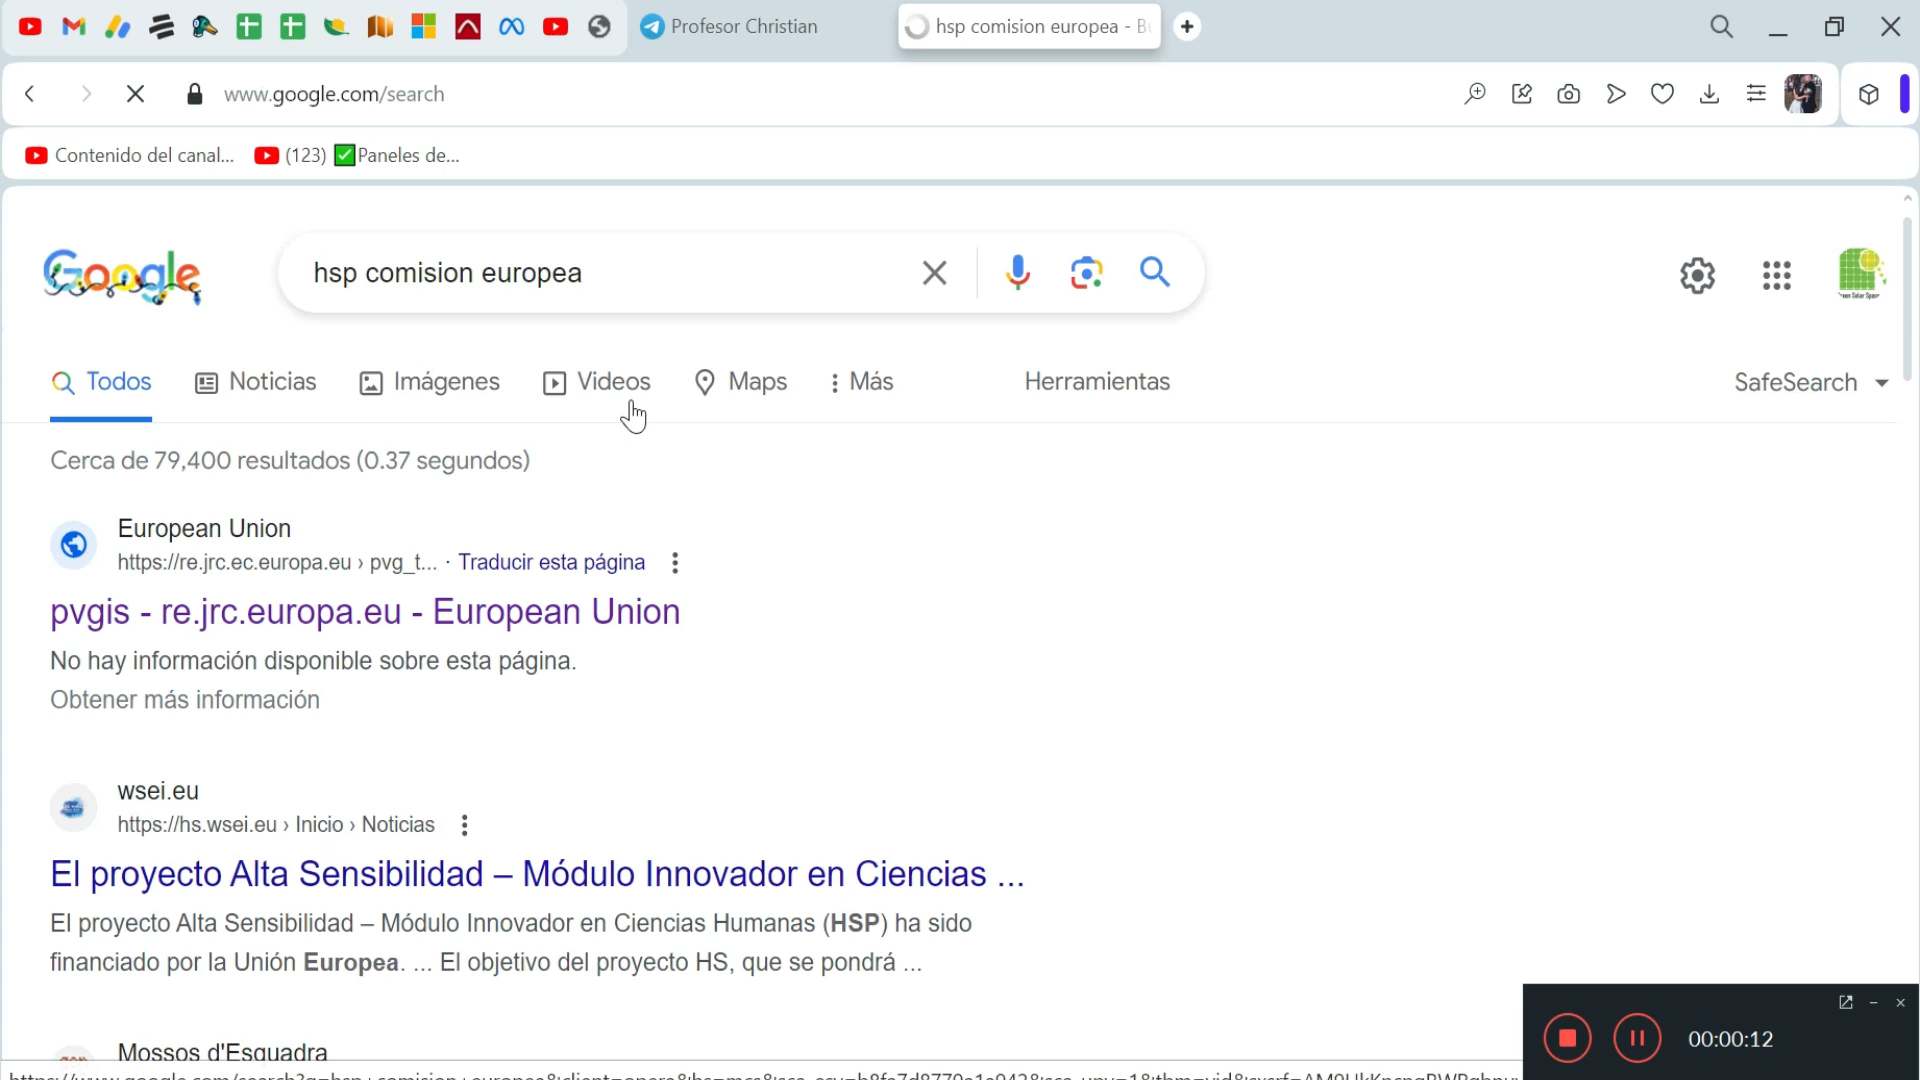 Profesor Christian
hsp comision europea - B
www.google.com/search
Contenido del canal...
(123) ✅Paneles de...
Google
hsp comision europea
Todos
Noticias
Imágenes
Videos
Maps
Más
Herramientas
SafeSearch
Cerca de 79,400 resultados (0.37 segundos)
European Union
https://re.jrc.ec.europa.eu › pvg_t... · Traducir esta página
pvgis - re.jrc.europa.eu - European Union
No hay información disponible sobre esta página.
Obtener más información
wsei.eu
https://hs.wsei.eu › Inicio › Noticias
El proyecto Alta Sensibilidad – Módulo Innovador en Ciencias ...
El proyecto Alta Sensibilidad – Módulo Innovador en Ciencias Humanas (HSP) ha sido
financiado por la Unión Europea. ... El objetivo del proyecto HS, que se pondrá ...
Mossos d'Esquadra
00:00:12